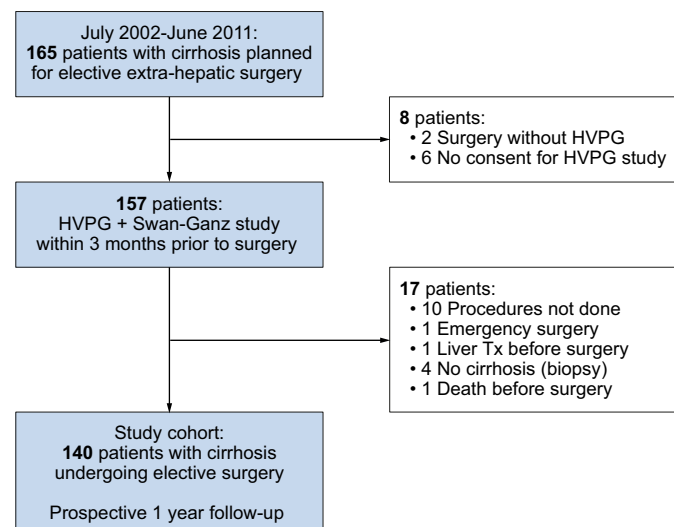 July 2002-June 2011:
165 patients with cirrhosis planned
for elective extra-hepatic surgery
8 patients:
• 2 Surgery without HVPG
• 6 No consent for HVPG study
157 patients:
HVPG + Swan-Ganz study
within 3 months prior to surgery
17 patients:
• 10 Procedures not done
• 1 Emergency surgery
• 1 Liver Tx before surgery
• 4 No cirrhosis (biopsy)
• 1 Death before surgery
Study cohort:
140 patients with cirrhosis
undergoing elective surgery
Prospective 1 year follow-up